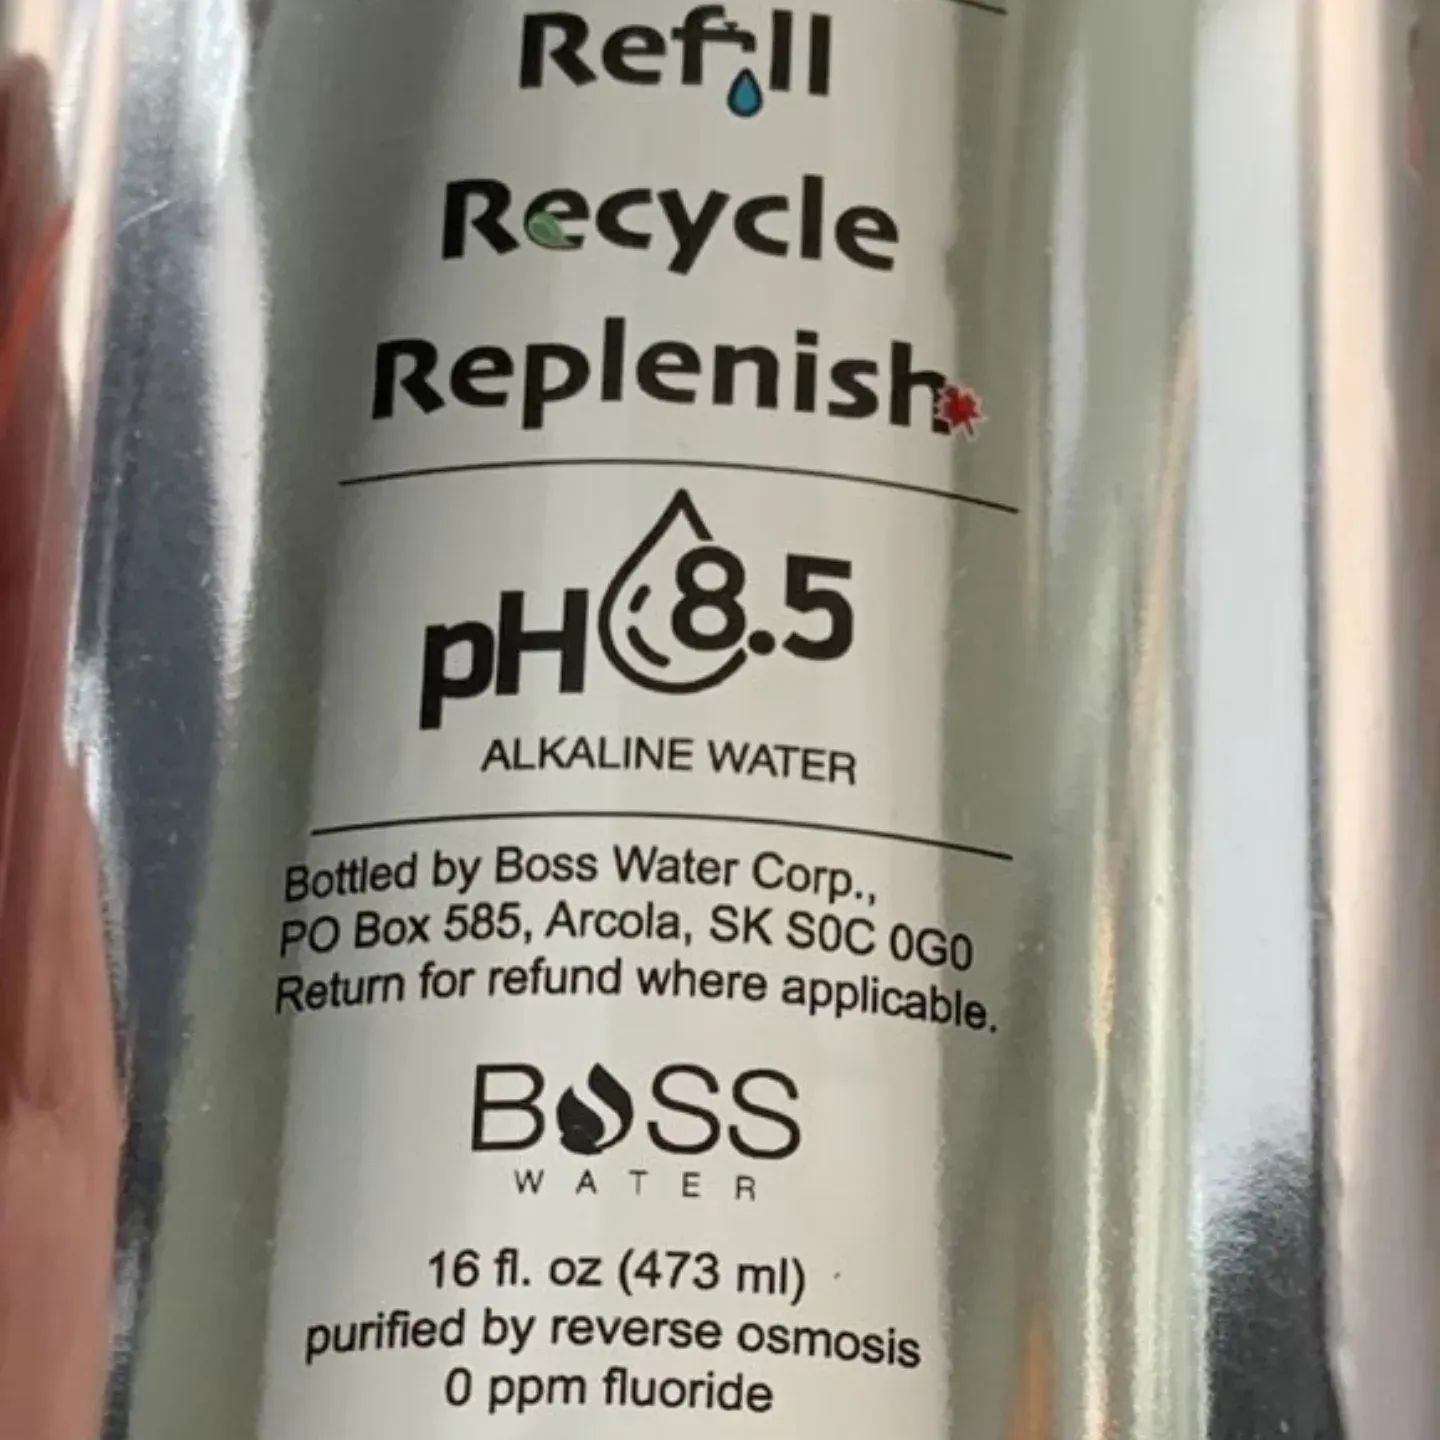 Refill
Recycle
Replenish
pH 8.5
ALKALINE WATER
Bottled by Boss Water Corp.,
PO Box 585, Arcola, SK S0C 0G0
Return for refund where applicable.
BOSS
WATER
16 fl. oz (473 ml)
purified by reverse osmosis
0 ppm fluoride